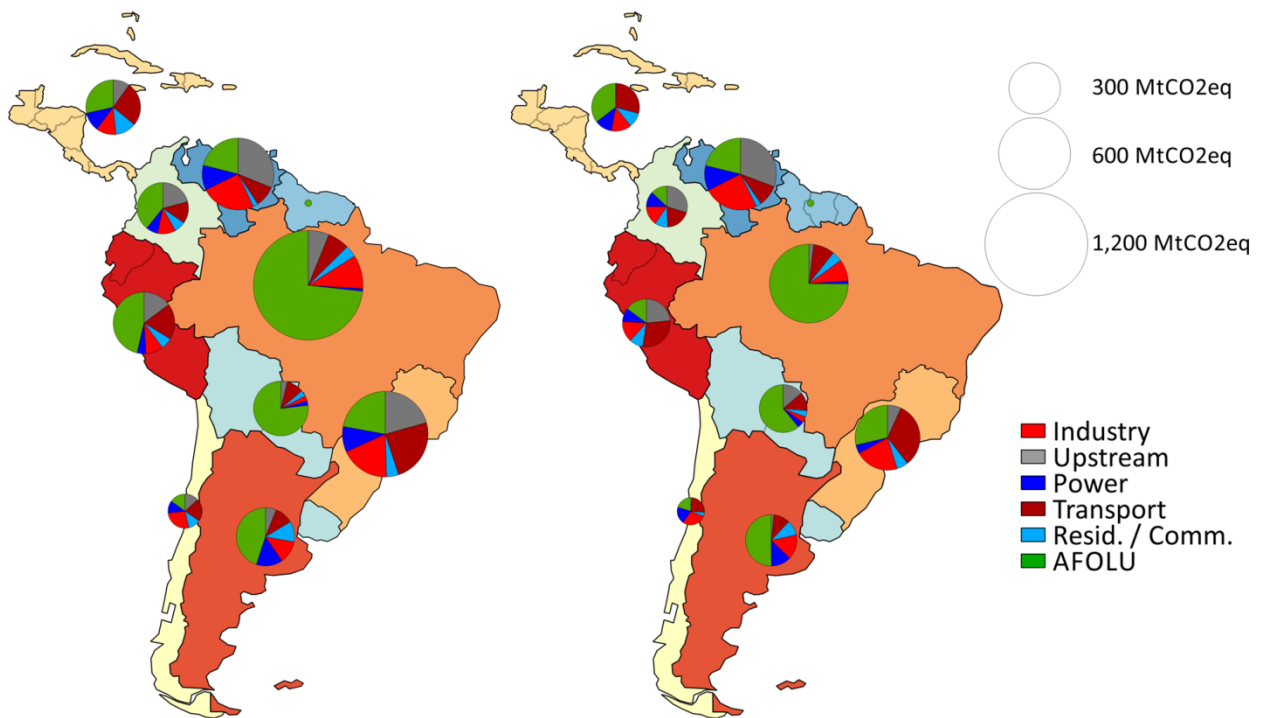 300 MtCO2eq
600 MtCO2eq
1,200 MtCO2eq
Industry
Upstream
Power
Transport
Resid. / Comm.
AFOLU